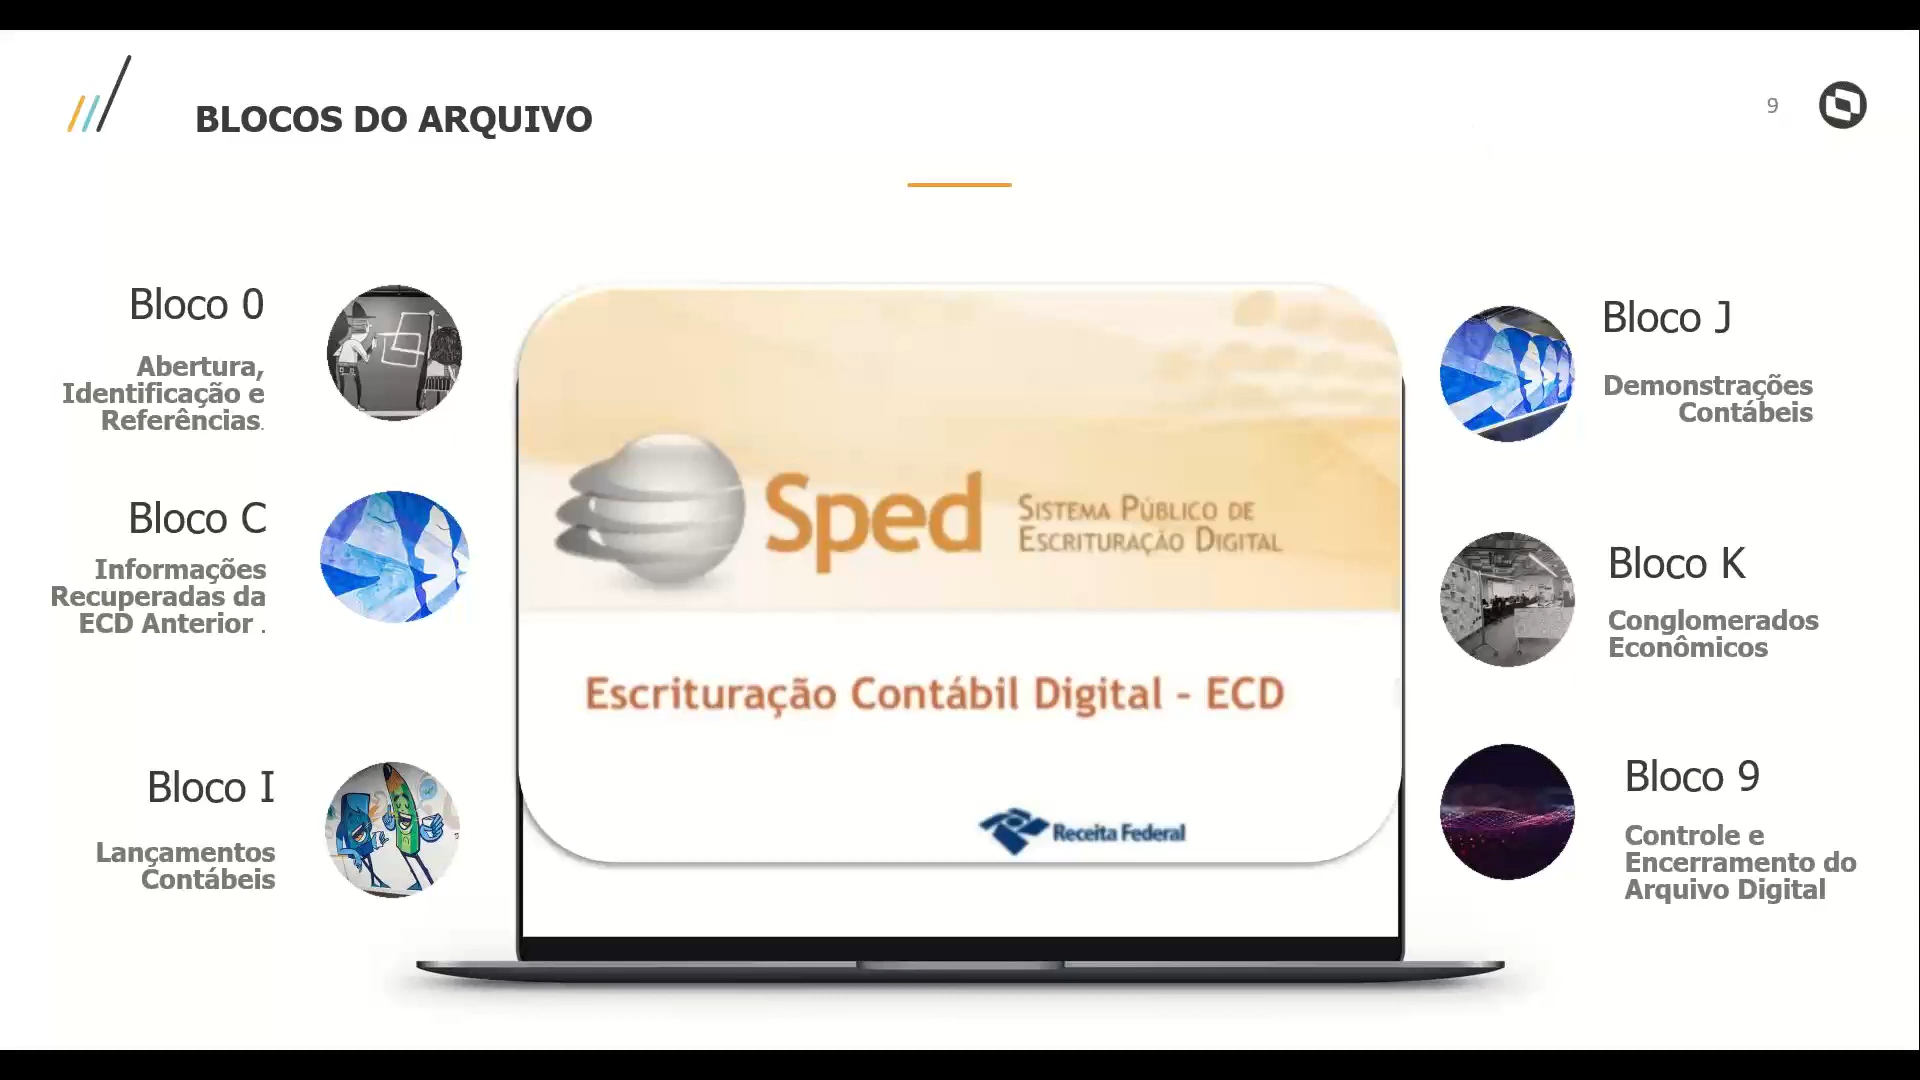 BLOCOS DO ARQUIVO
9
Bloco 0
Abertura,
Identificação e
Referências.
Bloco C
Informações
Recuperadas da
ECD Anterior .
Bloco I
Lançamentos
Contábeis
Sped
SISTEMA PÚBLICO DE
ESCRITURAÇÃO DIGITAL
Escrituração Contábil Digital - ECD
Receita Federal
Bloco J
Demonstrações
Contábeis
Bloco K
Conglomerados
Econômicos
Bloco 9
Controle e
Encerramento do
Arquivo Digital